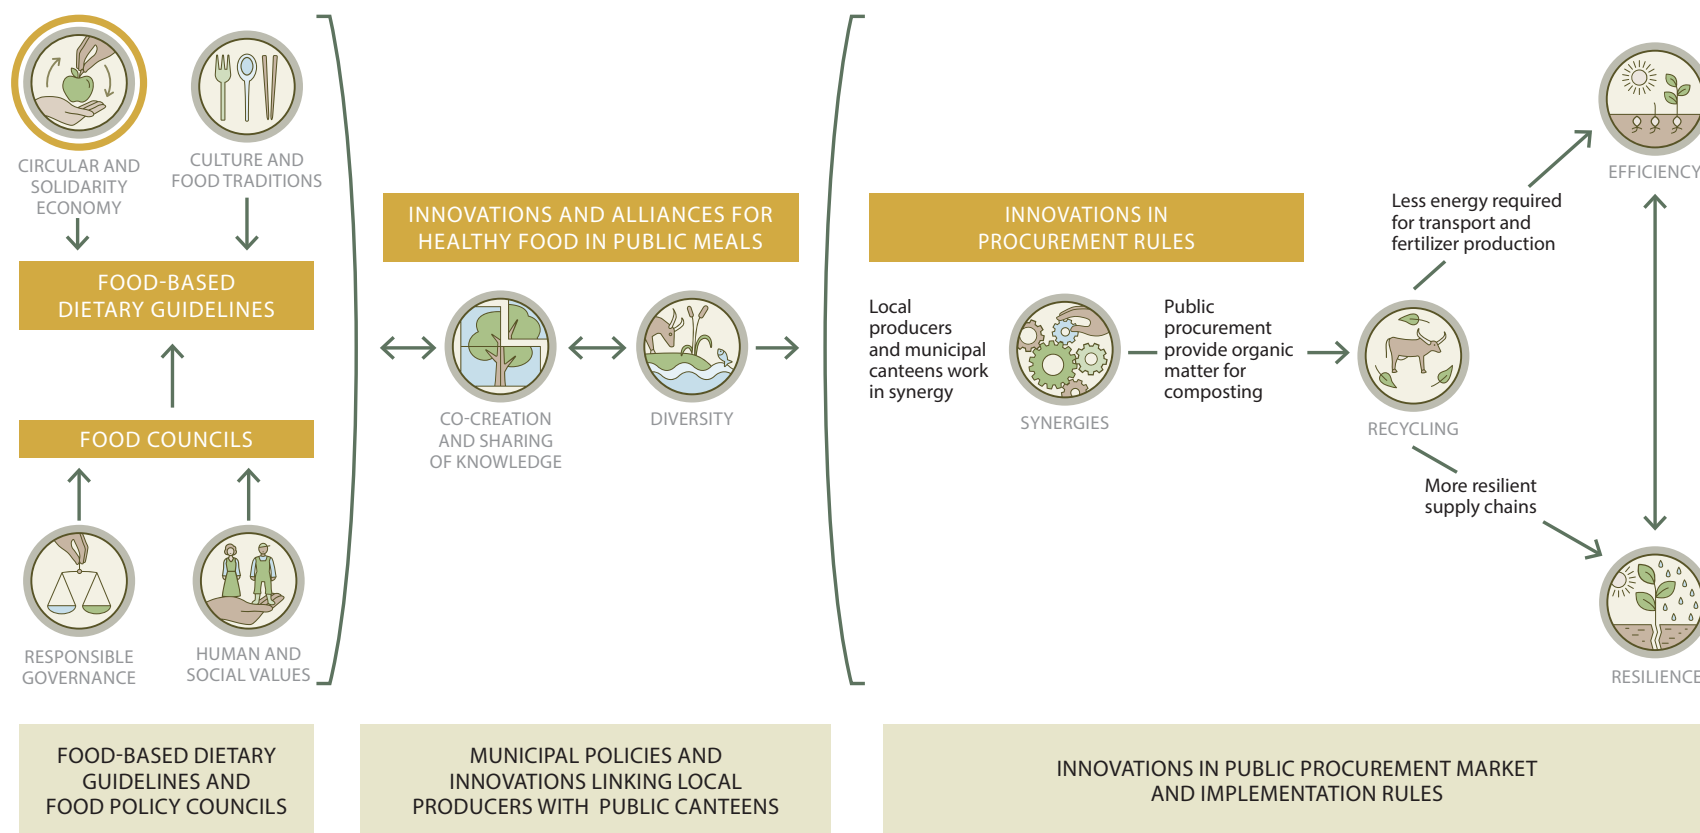 CIRCULAR AND
SOLIDARITY
ECONOMY
CULTURE AND
FOOD TRADITIONS
FOOD-BASED
DIETARY GUIDELINES
FOOD COUNCILS
RESPONSIBLE
GOVERNANCE
HUMAN AND
SOCIAL VALUES
INNOVATIONS AND ALLIANCES FOR
HEALTHY FOOD IN PUBLIC MEALS
CO-CREATION
AND SHARING
OF KNOWLEDGE
DIVERSITY
INNOVATIONS IN
PROCUREMENT RULES
Local
producers
and municipal
canteens work
in synergy
SYNERGIES
Public
procurement
provide organic
matter for
composting
RECYCLING
Less energy required
for transport and
fertilizer production
More resilient
supply chains
EFFICIENCY
RESILIENCE
FOOD-BASED DIETARY
GUIDELINES AND
FOOD POLICY COUNCILS
MUNICIPAL POLICIES AND
INNOVATIONS LINKING LOCAL
PRODUCERS WITH PUBLIC CANTEENS
INNOVATIONS IN PUBLIC PROCUREMENT MARKET
AND IMPLEMENTATION RULES